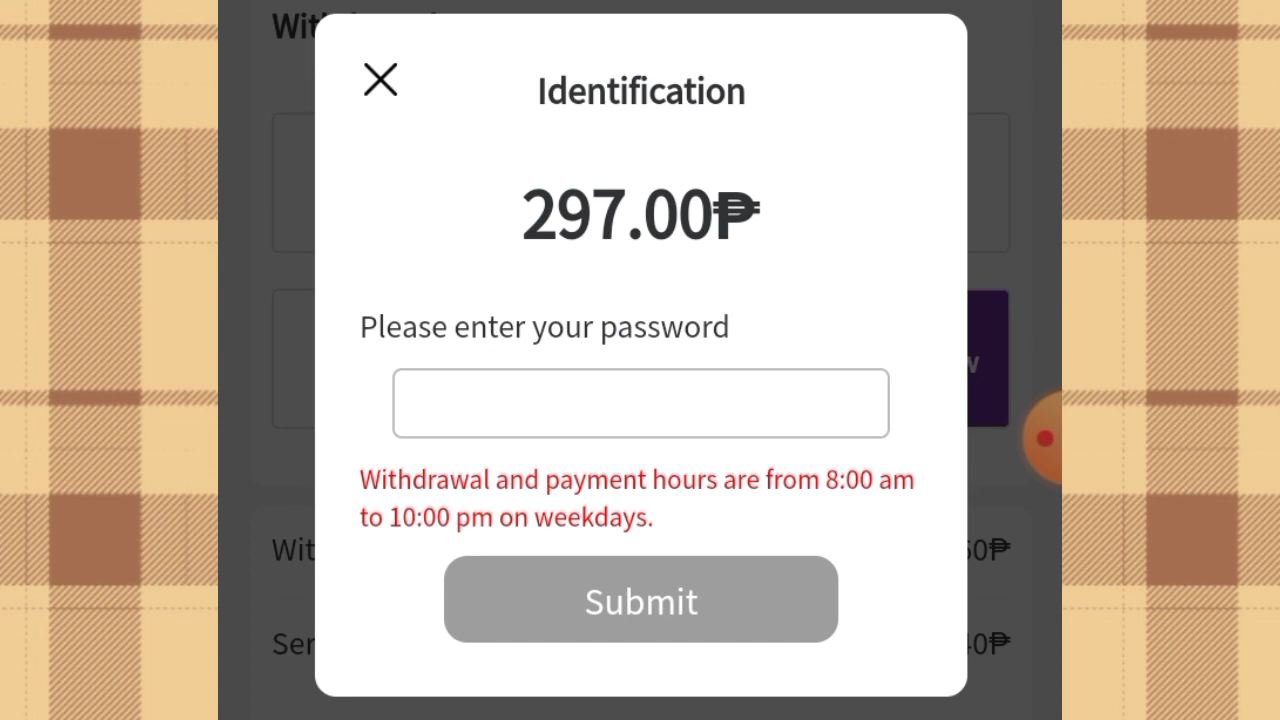 Identification
297.00₱
Please enter your password
Withdrawal and payment hours are from 8:00 am
to 10:00 pm on weekdays.
Submit